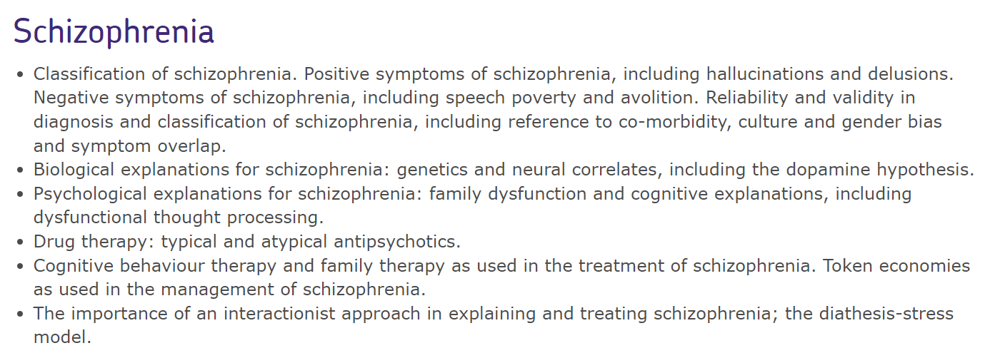 Schizophrenia
• Classification of schizophrenia. Positive symptoms of schizophrenia, including hallucinations and delusions.
Negative symptoms of schizophrenia, including speech poverty and avolition. Reliability and validity in
diagnosis and classification of schizophrenia, including reference to co-morbidity, culture and gender bias
and symptom overlap.
• Biological explanations for schizophrenia: genetics and neural correlates, including the dopamine hypothesis.
• Psychological explanations for schizophrenia: family dysfunction and cognitive explanations, including
dysfunctional thought processing.
• Drug therapy: typical and atypical antipsychotics.
• Cognitive behaviour therapy and family therapy as used in the treatment of schizophrenia. Token economies
as used in the management of schizophrenia.
• The importance of an interactionist approach in explaining and treating schizophrenia; the diathesis-stress
model.